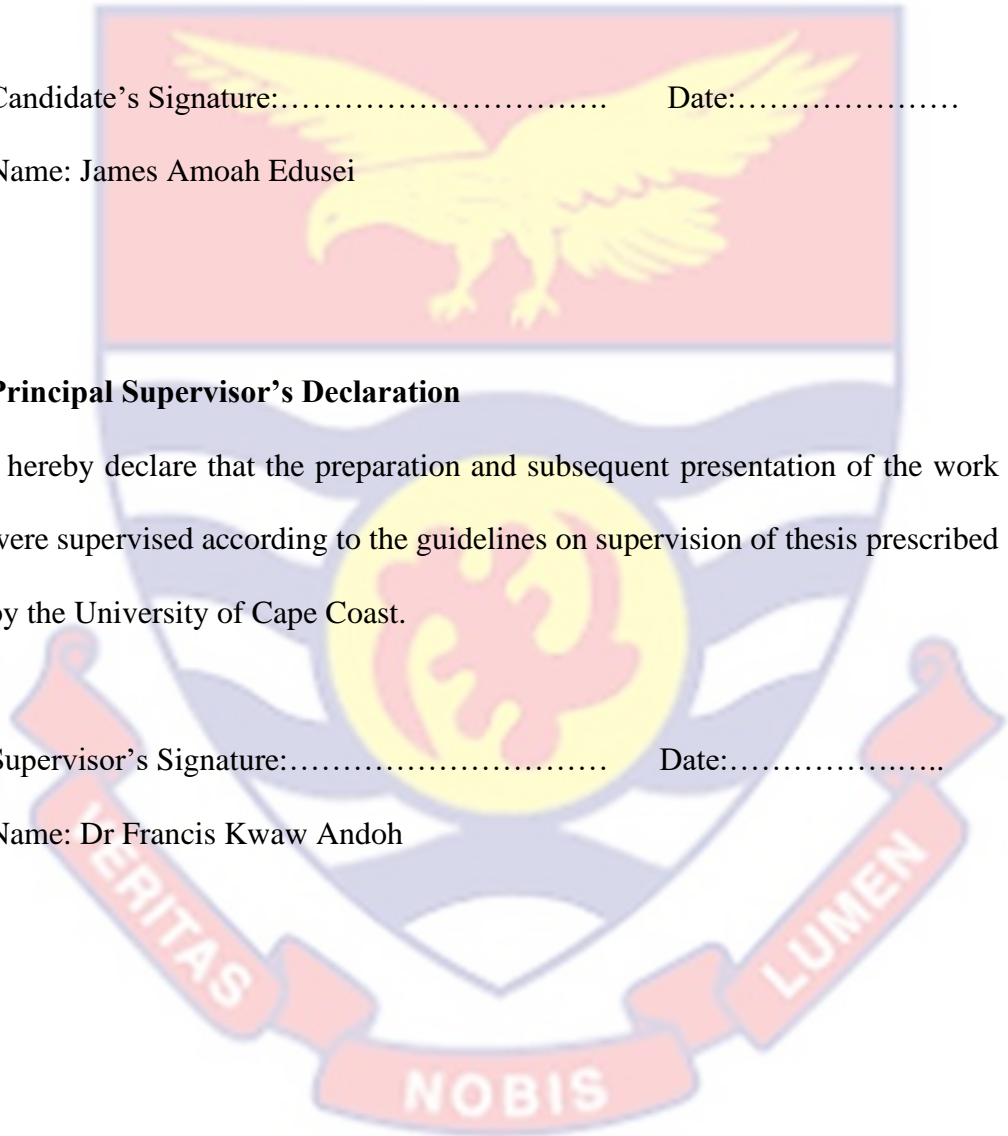 andidate's Signature:……………………………. Date:…………………
Name: James Amoah Edusei
Principal Supervisor's Declaration
hereby declare that the preparation and subsequent presentation of the work
were supervised according to the guidelines on supervision of thesis prescribed
by the University of Cape Coast.
Supervisor's Signature:………………………… Date:…………….…..
Name: Dr Francis Kwaw Andoh
VERITAS
NOBIS
LUMEN